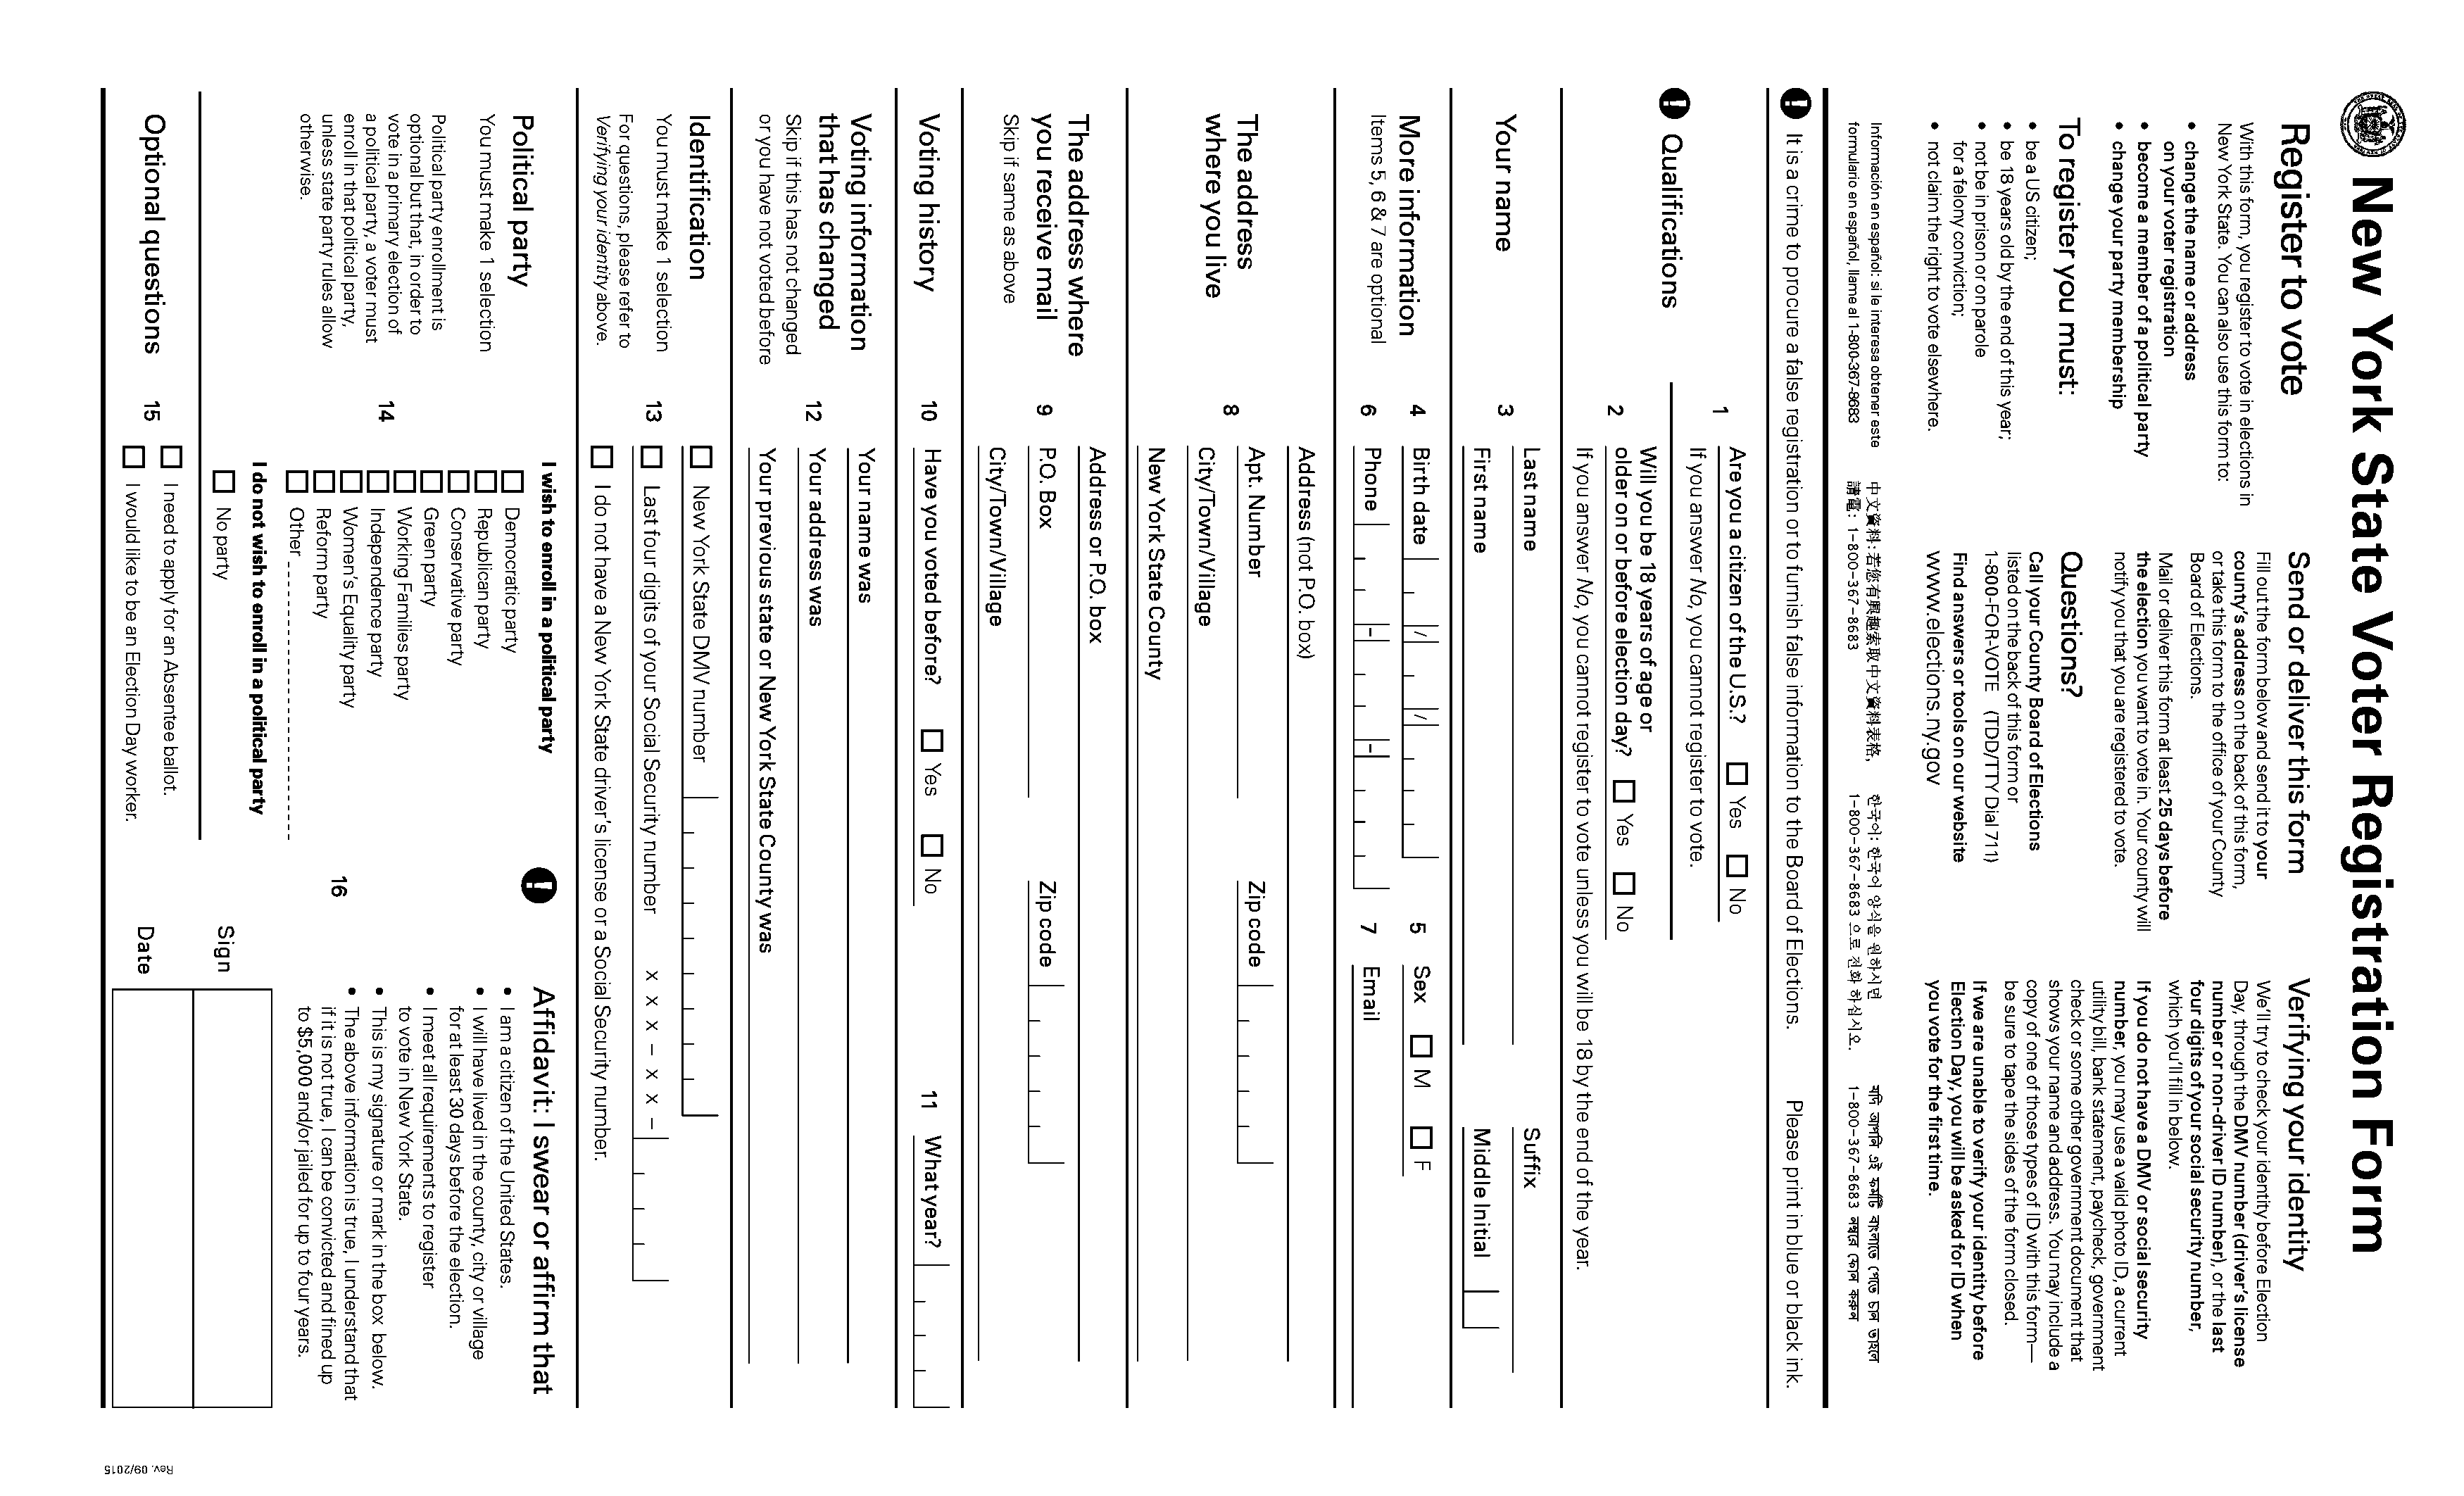 New York State Voter Registration Form
Register to vote
With this form, you register to vote in elections in
New York State. You can also use this form to:
• change the name or address
on your voter registration
• become a member of a political party
• change your party membership
To register you must:
• be a US citizen;
• be 18 years old by the end of this year;
• not be in prison or on parole
for a felony conviction;
• not claim the right to vote elsewhere.
Send or deliver this form
Fill out the form below and send it to your
county's address on the back of this form,
or take this form to the office of your County
Board of Elections.
Mail or deliver this form at least 25 days before
the election you want to vote in. Your county will
notify you that you are registered to vote.
Questions?
Call your County Board of Elections
listed on the back of this form or
1-800-FOR-VOTE (TDD/TTY Dial 711)
Find answers or tools on our website
www.elections.ny.gov
Verifying your identity
We'll try to check your identity before Election
Day, through the DMV number (driver's license
number or non-driver ID number), or the last
four digits of your social security number,
which you'll fill in below.
If you do not have a DMV or social security
number, you may use a valid photo ID, a current
utility bill, bank statement, paycheck, government
check or some other government document that
shows your name and address. You may include a
copy of one of those types of ID with this form—
be sure to tape the sides of the form closed.
If we are unable to verify your identity before
Election Day, you will be asked for ID when
you vote for the first time.
Información en español: si le interesa obtener este
formulario en español, llame al 1-800-367-8683
中文資料：若您有興趣索取中文資料表格，
請電：1-800-367-8683
한국어: 한국어 양식을 원하시면
1-800-367-8683 으로 전화 하십시오.
যদি আপনি এই ফর্মটি বাংলাতে পেতে চান তাহলে
1-800-367-8683 নম্বরে ফোন করুন
It is a crime to procure a false registration or to furnish false information to the Board of Elections. Please print in blue or black ink.
Qualifications
1 Are you a citizen of the U.S.? Yes No
If you answer No, you cannot register to vote.
2 Will you be 18 years of age or
older on or before election day? Yes No
If you answer No, you cannot register to vote unless you will be 18 by the end of the year.
Your name
3 Last name Suffix
First name Middle Initial
More information
Items 5, 6 & 7 are optional
4 Birth date / / 5 Sex M F
6 Phone – – 7 Email
The address
where you live
8 Address (not P.O. box)
Apt. Number Zip code
City/Town/Village
New York State County
The address where
you receive mail
Skip if same as above
9 Address or P.O. box
P.O. Box Zip code
City/Town/Village
Voting history 10 Have you voted before? Yes No 11 What year?
Voting information
that has changed
Skip if this has not changed
or you have not voted before
12 Your name was
Your address was
Your previous state or New York State County was
Identification
You must make 1 selection
For questions, please refer to
Verifying your identity above.
13 New York State DMV number
Last four digits of your Social Security number x x x – x x –
I do not have a New York State driver's license or a Social Security number.
Political party
You must make 1 selection
Political party enrollment is
optional but that, in order to
vote in a primary election of
a political party, a voter must
enroll in that political party,
unless state party rules allow
otherwise.
14 I wish to enroll in a political party
Democratic party
Republican party
Conservative party
Green party
Working Families party
Independence party
Women's Equality party
Reform party
Other
I do not wish to enroll in a political party
No party
Optional questions
15 I need to apply for an Absentee ballot.
I would like to be an Election Day worker.
16 Affidavit: I swear or affirm that
• I am a citizen of the United States.
• I will have lived in the county, city or village
for at least 30 days before the election.
• I meet all requirements to register
to vote in New York State.
• This is my signature or mark in the box below.
• The above information is true, I understand that
if it is not true, I can be convicted and fined up
to $5,000 and/or jailed for up to four years.
Sign
Date
Rev. 09/2015